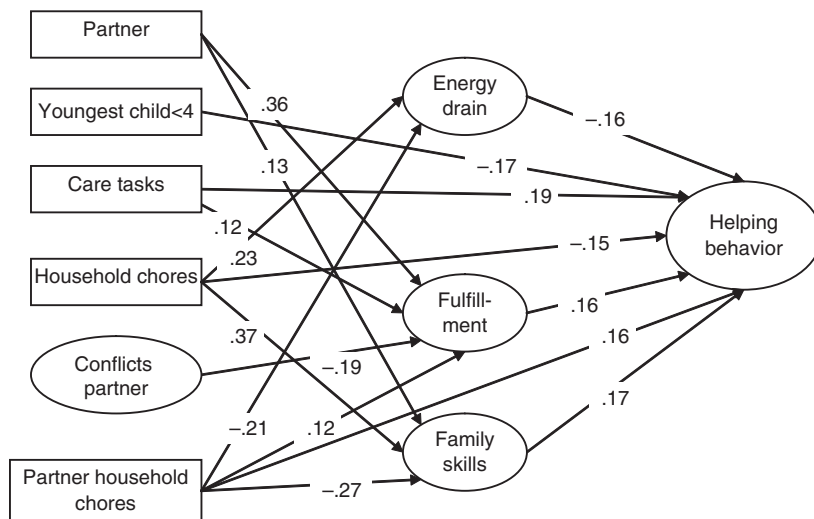 Partner
Youngest child<4
Care tasks
Household chores
Conflicts
partner
Partner household
chores
Energy
drain
Fulfill-
ment
Family
skills
Helping
behavior
.36
.13
.12
.23
.37
–.19
–.21
.12
–.27
–.16
–.17
.19
–.15
.16
.16
.17